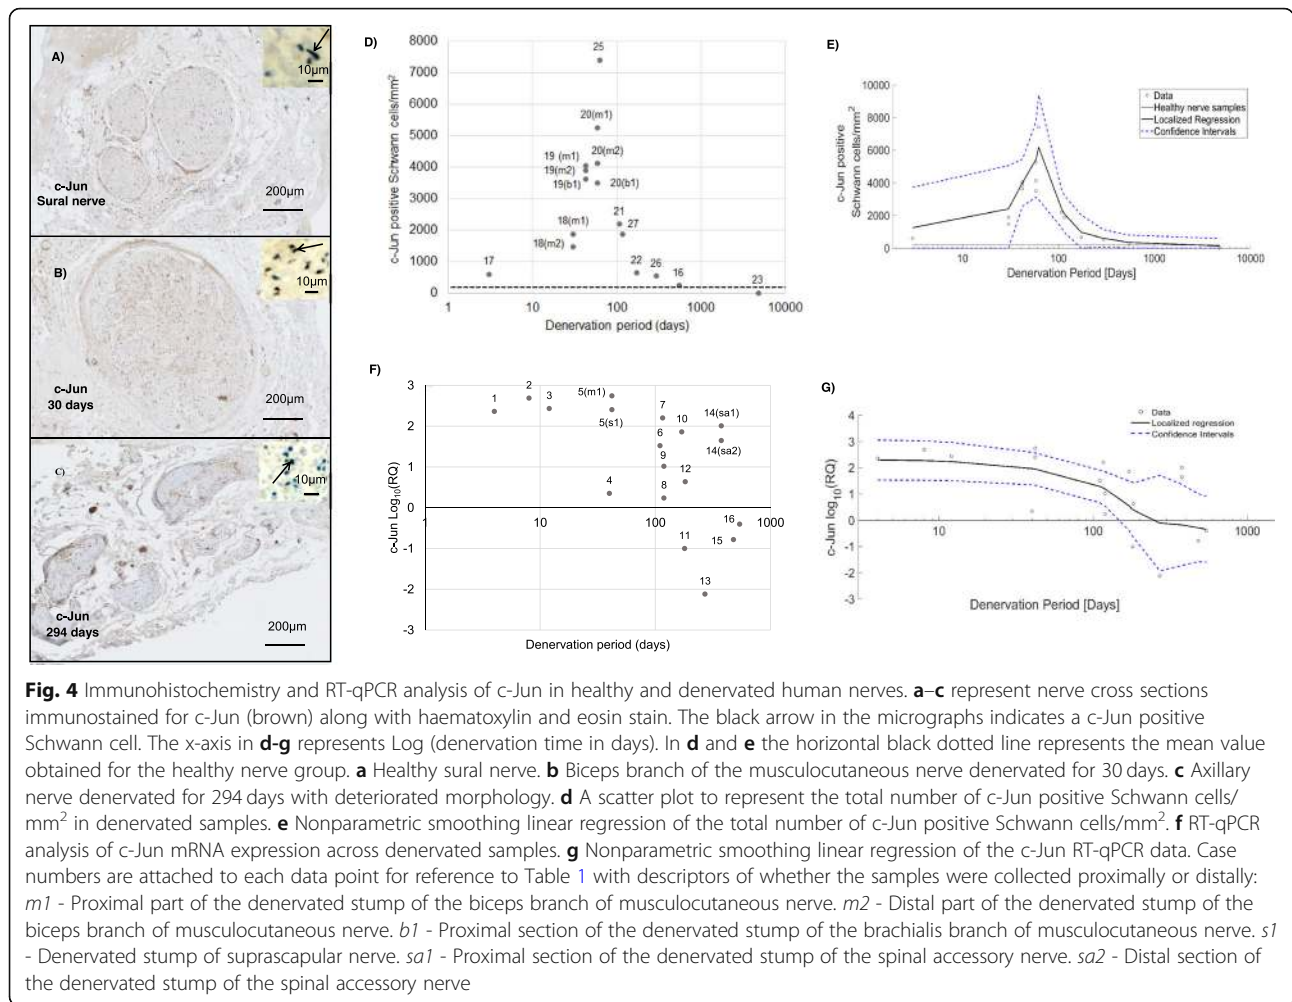 A)
10µm
c-Jun
Sural nerve
200µm
B)
10µm
c-Jun
30 days
200µm
C)
10µm
c-Jun
294 days
200µm
D)
c-Jun positive Schwann cells/mm²
8000
7000
6000
5000
4000
3000
2000
1000
0
25
20(m1)
19 (m1)
20(m2)
19(m2)
19(b1)
20(b1)
21
18(m1)
27
18(m2)
17
22
26
16
23
1
10
100
1000
10000
Denervation period (days)
E)
c-Jun positive
Schwann cells/mm²
10000
8000
6000
4000
2000
0
Data
Healthy nerve samples
Localized Regression
Confidence Intervals
10
100
1000
10000
Denervation Period [Days]
F)
c-Jun Log₁₀(RQ)
3
2
1
0
-1
-2
-3
1
2
3
5(m1)
5(s1)
7
10
14(sa1)
6
14(sa2)
9
12
4
8
16
11
15
13
1
10
100
1000
Denervation period (days)
G)
c-Jun log₁₀(RQ)
4
3
2
1
0
-1
-2
-3
Data
Localized regression
Confidence Intervals
10
100
1000
Denervation Period [Days]
Fig. 4 Immunohistochemistry and RT-qPCR analysis of c-Jun in healthy and denervated human nerves. a–c represent nerve cross sections
immunostained for c-Jun (brown) along with haematoxylin and eosin stain. The black arrow in the micrographs indicates a c-Jun positive
Schwann cell. The x-axis in d-g represents Log (denervation time in days). In d and e the horizontal black dotted line represents the mean value
obtained for the healthy nerve group. a Healthy sural nerve. b Biceps branch of the musculocutaneous nerve denervated for 30 days. c Axillary
nerve denervated for 294 days with deteriorated morphology. d A scatter plot to represent the total number of c-Jun positive Schwann cells/
mm² in denervated samples. e Nonparametric smoothing linear regression of the total number of c-Jun positive Schwann cells/mm². f RT-qPCR
analysis of c-Jun mRNA expression across denervated samples. g Nonparametric smoothing linear regression of the c-Jun RT-qPCR data. Case
numbers are attached to each data point for reference to Table 1 with descriptors of whether the samples were collected proximally or distally:
m1 - Proximal part of the denervated stump of the biceps branch of musculocutaneous nerve. m2 - Distal part of the denervated stump of the
biceps branch of musculocutaneous nerve. b1 - Proximal section of the denervated stump of the brachialis branch of musculocutaneous nerve. s1
- Denervated stump of suprascapular nerve. sa1 - Proximal section of the denervated stump of the spinal accessory nerve. sa2 - Distal section of
the denervated stump of the spinal accessory nerve